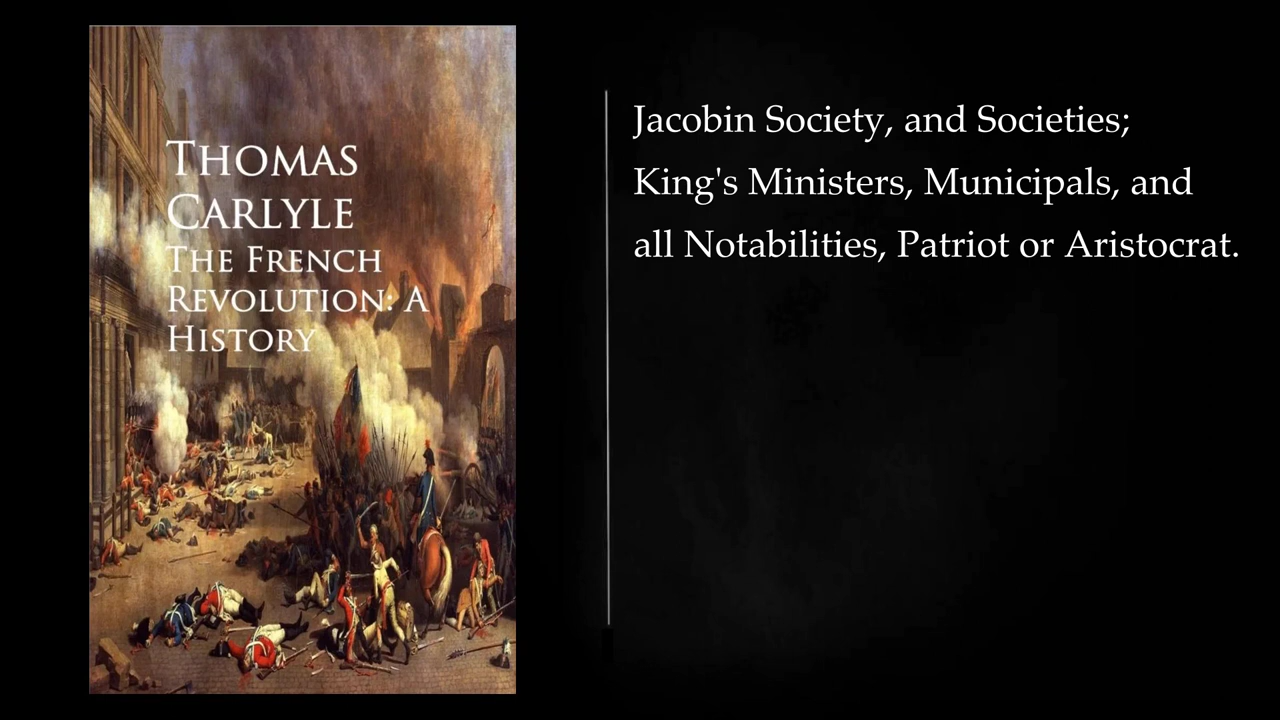 THOMAS
CARLYLE
THE FRENCH
REVOLUTION: A
HISTORY
Jacobin Society, and Societies;
King's Ministers, Municipals, and
all Notabilities, Patriot or Aristocrat.